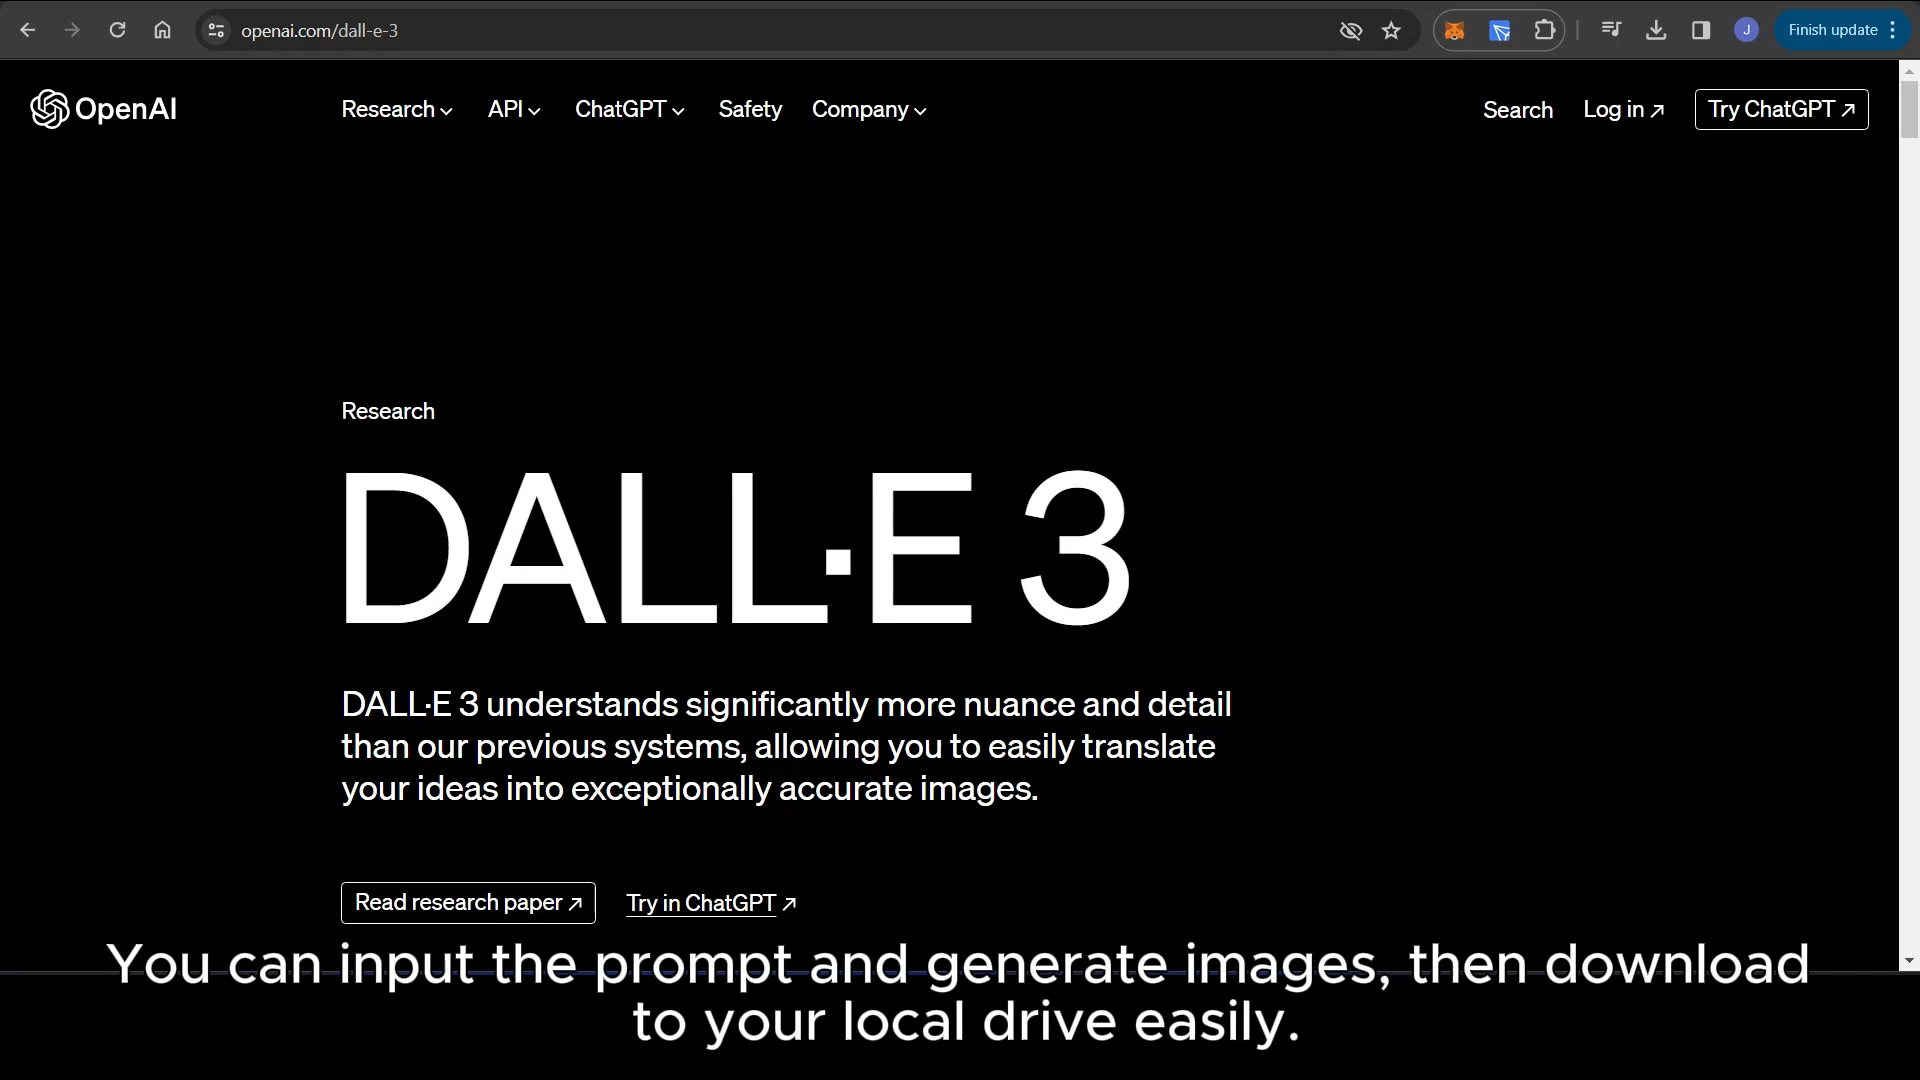 openai.com/dall-e-3
J
Finish update
OpenAI
Research
API
ChatGPT
Safety
Company
Search
Log in ↗
Try ChatGPT ↗
Research
DALL·E 3
DALL·E 3 understands significantly more nuance and detail
than our previous systems, allowing you to easily translate
your ideas into exceptionally accurate images.
Read research paper ↗
Try in ChatGPT ↗
You can input the prompt and generate images, then download
to your local drive easily.